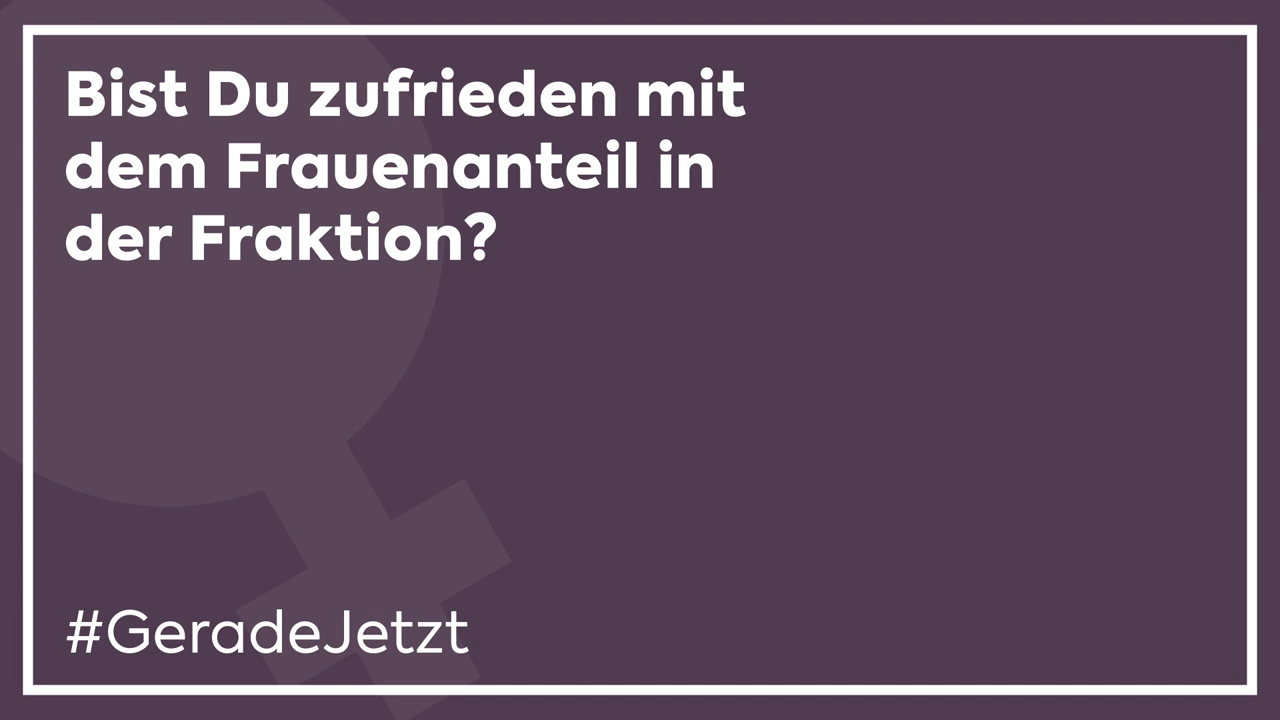 Bist Du zufrieden mit
dem Frauenanteil in
der Fraktion?
#GeradeJetzt